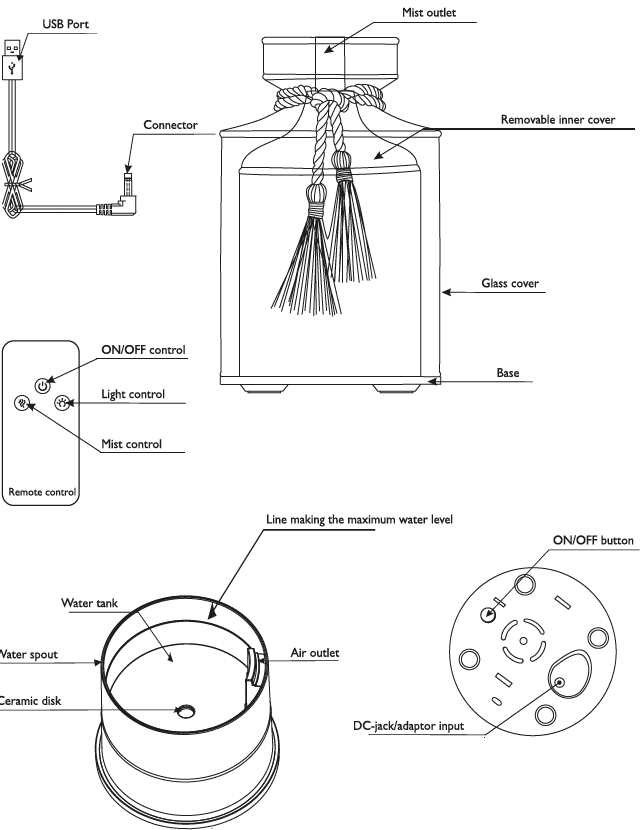 Mist outlet
USB Port
Removable inner cover
Connector
Glass cover
ON/OFF control
Base
Light control
Mist control
Remote control
Line making the maximum water level
ON/OFF button
Water tank
Water spout
Air outlet
Ceramic disk
DC-jack/adaptor input